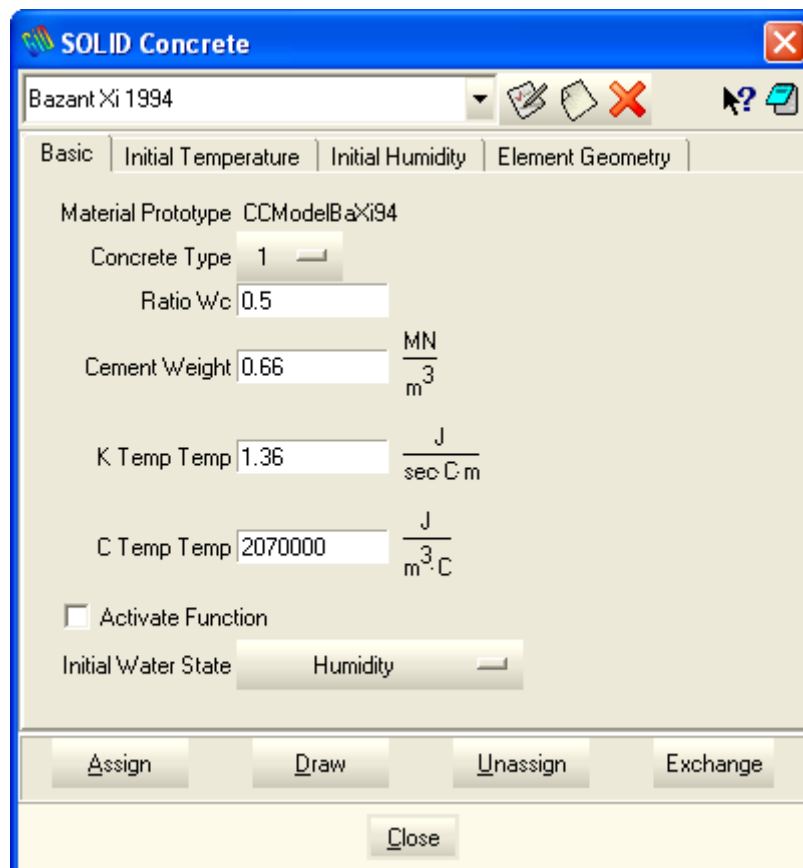 SOLID Concrete
Bazant Xi 1994
Basic Initial Temperature Initial Humidity Element Geometry
Material Prototype CCModelBaXi94
Concrete Type 1
Ratio Wc 0.5
Cement Weight 0.66 MN/m³
K Temp Temp 1.36 J/sec·C·m
C Temp Temp 2070000 J/m³·C
Activate Function
Initial Water State Humidity
Assign Draw Unassign Exchange
Close